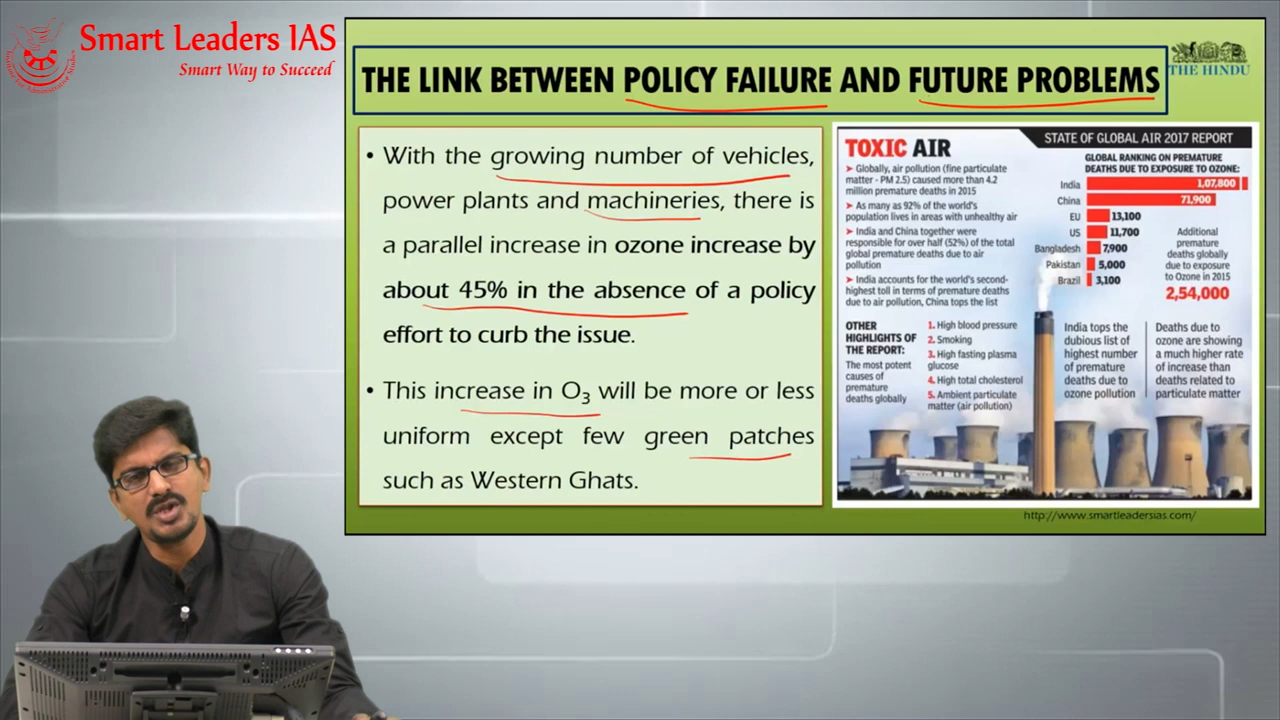 Smart Leaders IAS
Smart Way to Succeed
THE LINK BETWEEN POLICY FAILURE AND FUTURE PROBLEMS
THE HINDU
• With the growing number of vehicles,
power plants and machineries, there is
a parallel increase in ozone increase by
about 45% in the absence of a policy
effort to curb the issue.
• This increase in O3 will be more or less
uniform except few green patches
such as Western Ghats.
STATE OF GLOBAL AIR 2017 REPORT
TOXIC AIR
➤ Globally, air pollution (fine particulate
matter - PM 2.5) caused more than 4.2
million premature deaths in 2015
➤ As many as 92% of the world's
population lives in areas with unhealthy air
➤ India and China together were
responsible for over half (52%) of the total
global premature deaths due to air
pollution
➤ India accounts for the world's second-
highest toll in terms of premature deaths
due to air pollution, China tops the list
GLOBAL RANKING ON PREMATURE
DEATHS DUE TO EXPOSURE TO OZONE:
India 1,07,800
China 71,900
EU 13,100
US 11,700
Bangladesh 7,900
Pakistan 5,000
Brazil 3,100
Additional
premature
deaths globally
due to exposure
to Ozone in 2015
2,54,000
OTHER
HIGHLIGHTS OF
THE REPORT:
The most potent
causes of
premature
deaths globally
1. High blood pressure
2. Smoking
3. High fasting plasma
glucose
4. High total cholesterol
5. Ambient particulate
matter (air pollution)
India tops the
dubious list of
highest number
of premature
deaths due to
ozone pollution
Deaths due to
ozone are showing
a much higher rate
of increase than
deaths related to
particulate matter
http://www.smartleadersias.com/